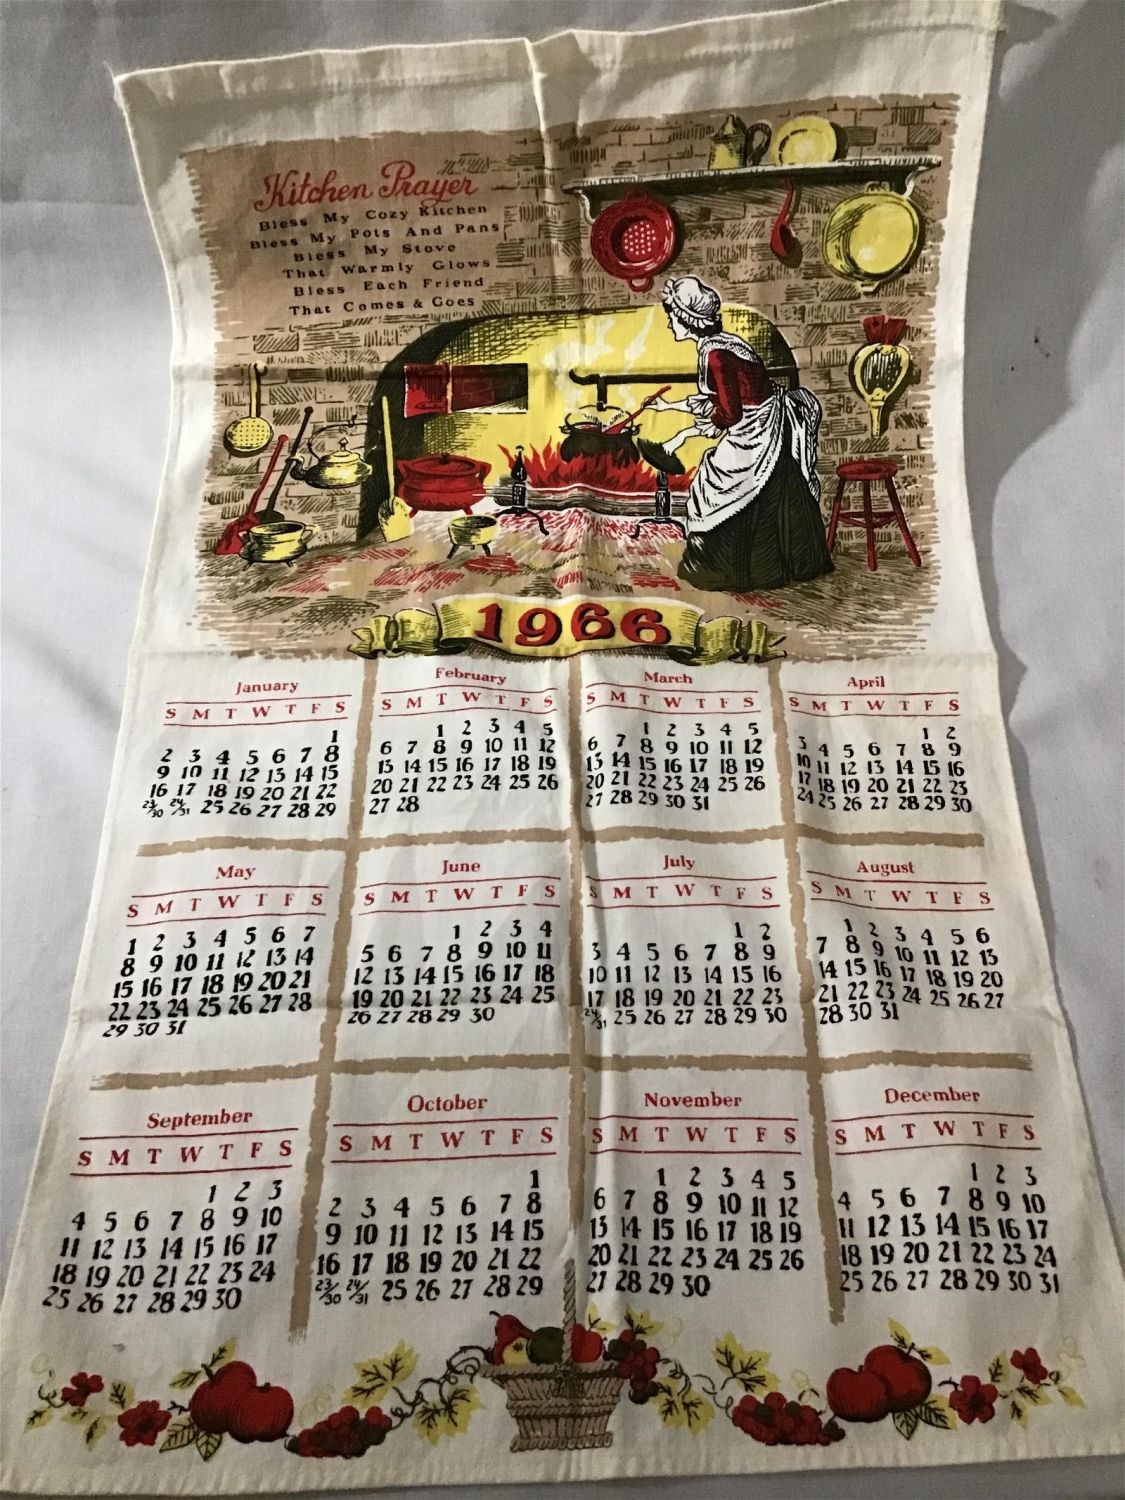 Kitchen Prayer
Bless My Cozy Kitchen
Bless My Pots And Pans
Bless My Stove
That Warmly Glows
Bless Each Friend
That Comes & Goes
1966
January
S M T W T F S
1
2 3 4 5 6 7 8
9 10 11 12 13 14 15
16 17 18 19 20 21 22
23/30 24/31 25 26 27 28 29
February
S M T W T F S
1 2 3 4 5
6 7 8 9 10 11 12
13 14 15 16 17 18 19
20 21 22 23 24 25 26
27 28
March
S M T W T F S
1 2 3 4 5
6 7 8 9 10 11 12
13 14 15 16 17 18 19
20 21 22 23 24 25 26
27 28 29 30 31
April
S M T W T F S
1 2
3 4 5 6 7 8 9
10 11 12 13 14 15 16
17 18 19 20 21 22 23
24 25 26 27 28 29 30
May
S M T W T F S
1 2 3 4 5 6 7
8 9 10 11 12 13 14
15 16 17 18 19 20 21
22 23 24 25 26 27 28
29 30 31
June
S M T W T F S
1 2 3 4
5 6 7 8 9 10 11
12 13 14 15 16 17 18
19 20 21 22 23 24 25
26 27 28 29 30
July
S M T W T F S
1 2
3 4 5 6 7 8 9
10 11 12 13 14 15 16
17 18 19 20 21 22 23
24/31 25 26 27 28 29 30
August
S M T W T F S
1 2 3 4 5 6
7 8 9 10 11 12 13
14 15 16 17 18 19 20
21 22 23 24 25 26 27
28 30 31
September
S M T W T F S
1 2 3
4 5 6 7 8 9 10
11 12 13 14 15 16 17
18 19 20 21 22 23 24
25 26 27 28 29 30
October
S M T W T F S
1
2 3 4 5 6 7 8
9 10 11 12 13 14 15
16 17 18 19 20 21 22
23/30 24/31 25 26 27 28 29
November
S M T W T F S
1 2 3 4 5
6 7 8 9 10 11 12
13 14 15 16 17 18 19
20 21 22 23 24 25 26
27 28 29 30
December
S M T W T F S
1 2 3
4 5 6 7 8 9 10
11 12 13 14 15 16 17
18 19 20 21 22 23 24
25 26 27 28 29 30 31